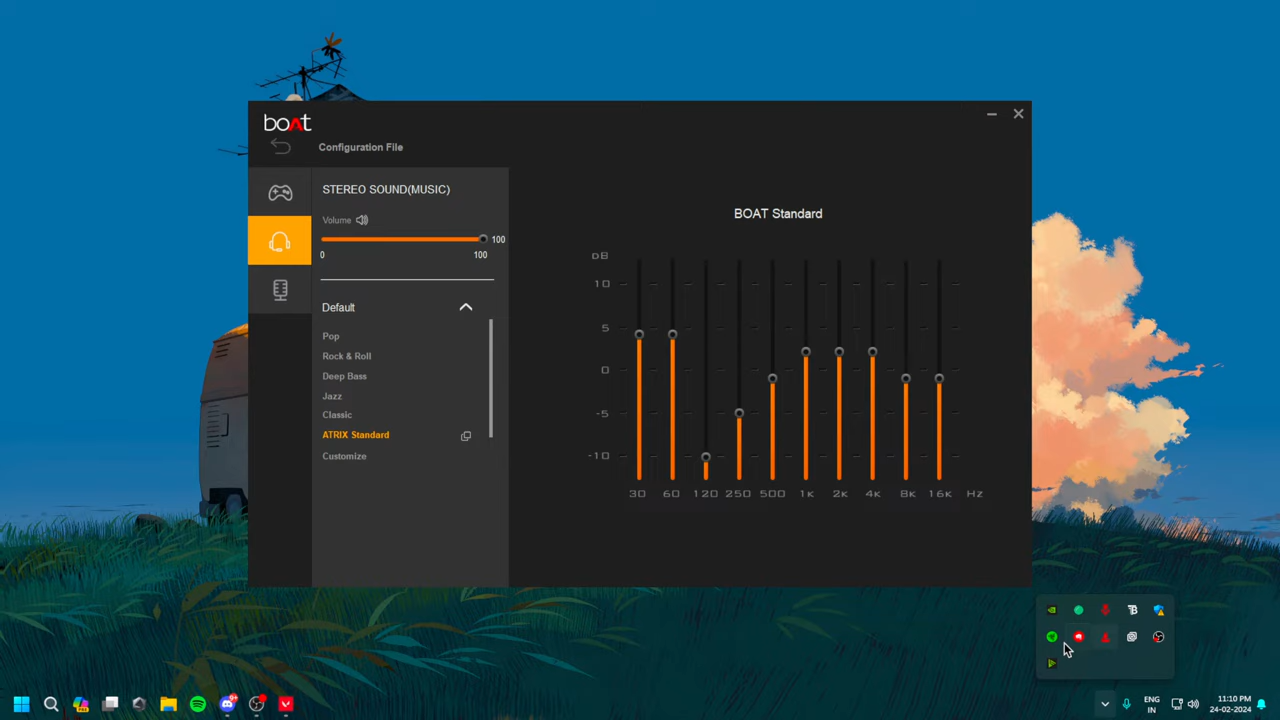 boAt
Configuration File
STEREO SOUND(MUSIC)
Volume
100
0 100
Default
Pop
Rock & Roll
Deep Bass
Jazz
Classic
ATRIX Standard
Customize
BOAT Standard
dB
10
5
0
-5
-10
30 60 120 250 500 1K 2K 4K 8K 16K Hz
ENG
IN
11:10 PM
24-02-2024